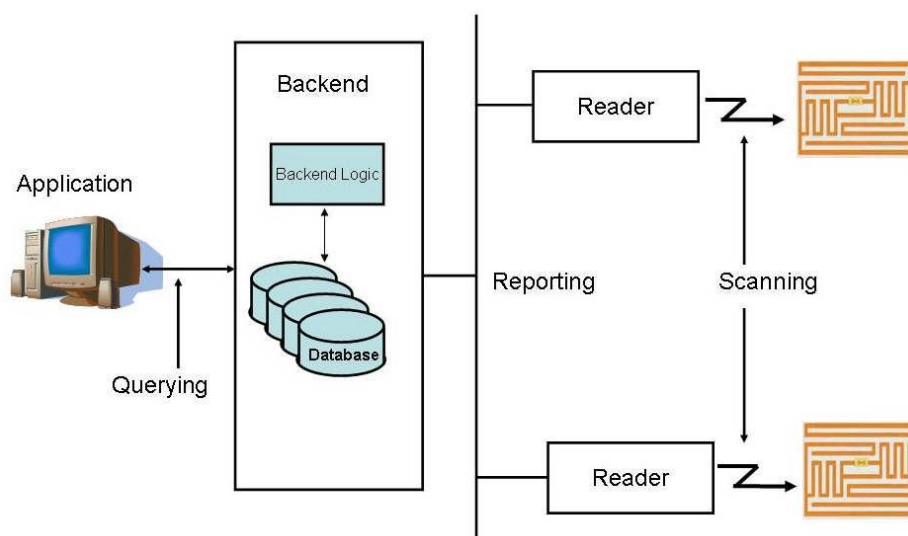 Application
Querying
Backend
Backend Logic
Database
Reporting
Reader
Scanning
Reader